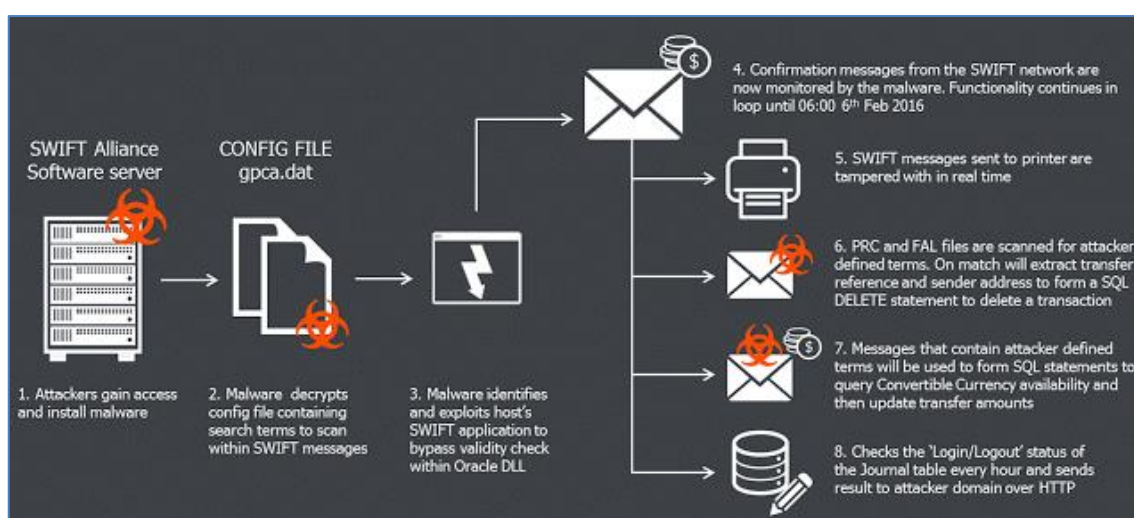 SWIFT Alliance
Software server
1. Attackers gain access
and install malware
CONFIG FILE
gpca.dat
2. Malware decrypts
config file containing
search terms to scan
within SWIFT messages
3. Malware identifies
and exploits host's
SWIFT application to
bypass validity check
within Oracle DLL
$
4. Confirmation messages from the SWIFT network are
now monitored by the malware. Functionality continues in
loop until 06:00 6th Feb 2016
5. SWIFT messages sent to printer are
tampered with in real time
6. PRC and FAL files are scanned for attacker
defined terms. On match will extract transfer
reference and sender address to form a SQL
DELETE statement to delete a transaction
$
7. Messages that contain attacker defined
terms will be used to form SQL statements to
query Convertible Currency availability and
then update transfer amounts
8. Checks the 'Login/Logout' status of
the Journal table every hour and sends
result to attacker domain over HTTP